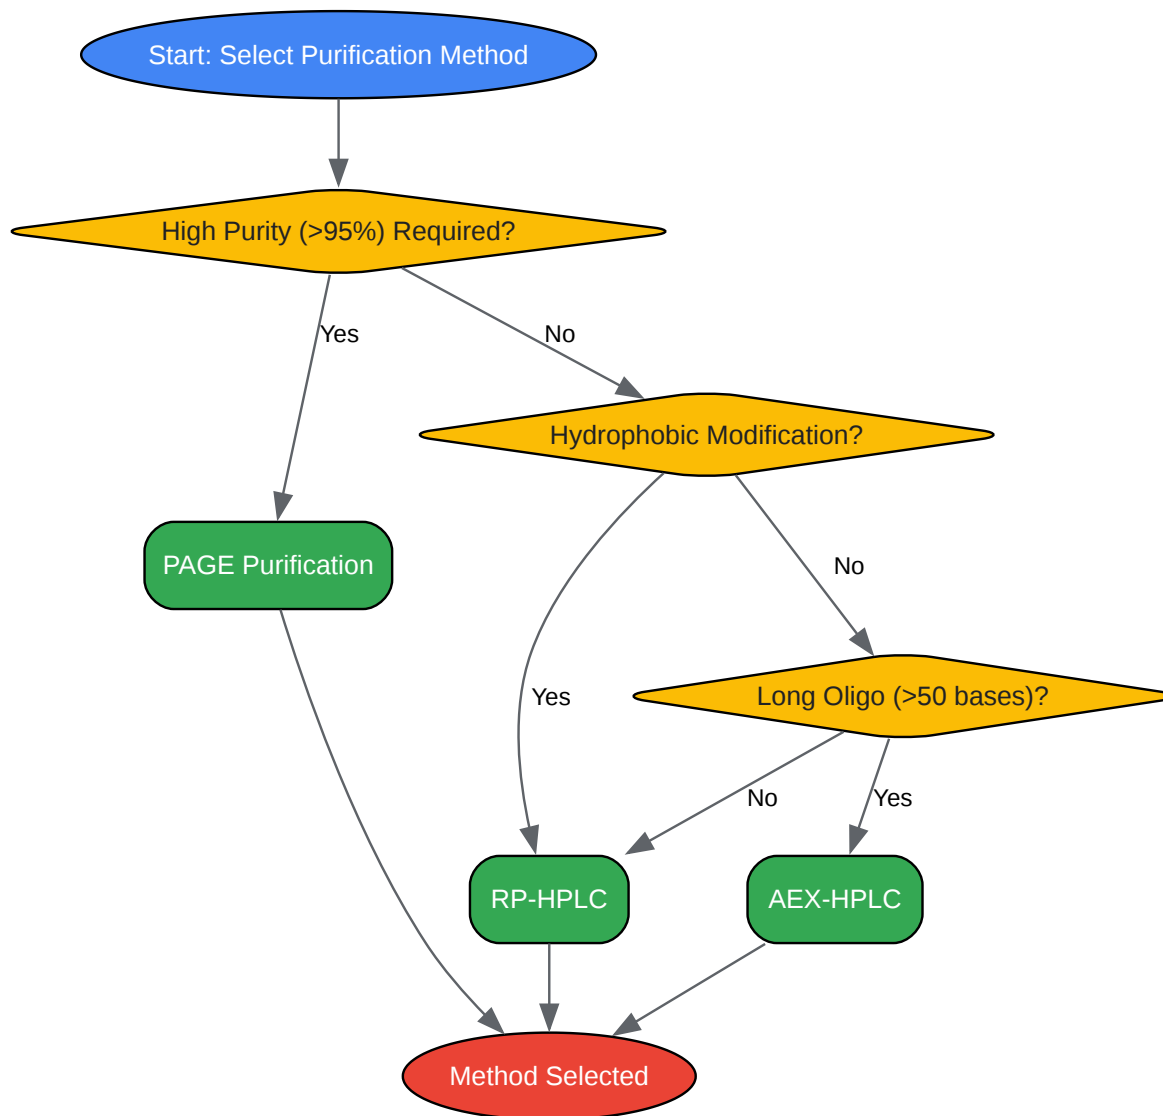 Start: Select Purification Method
High Purity (>95%) Required?
Yes
No
Hydrophobic Modification?
PAGE Purification
No
Yes
Long Oligo (>50 bases)?
No
Yes
RP-HPLC
AEX-HPLC
Method Selected